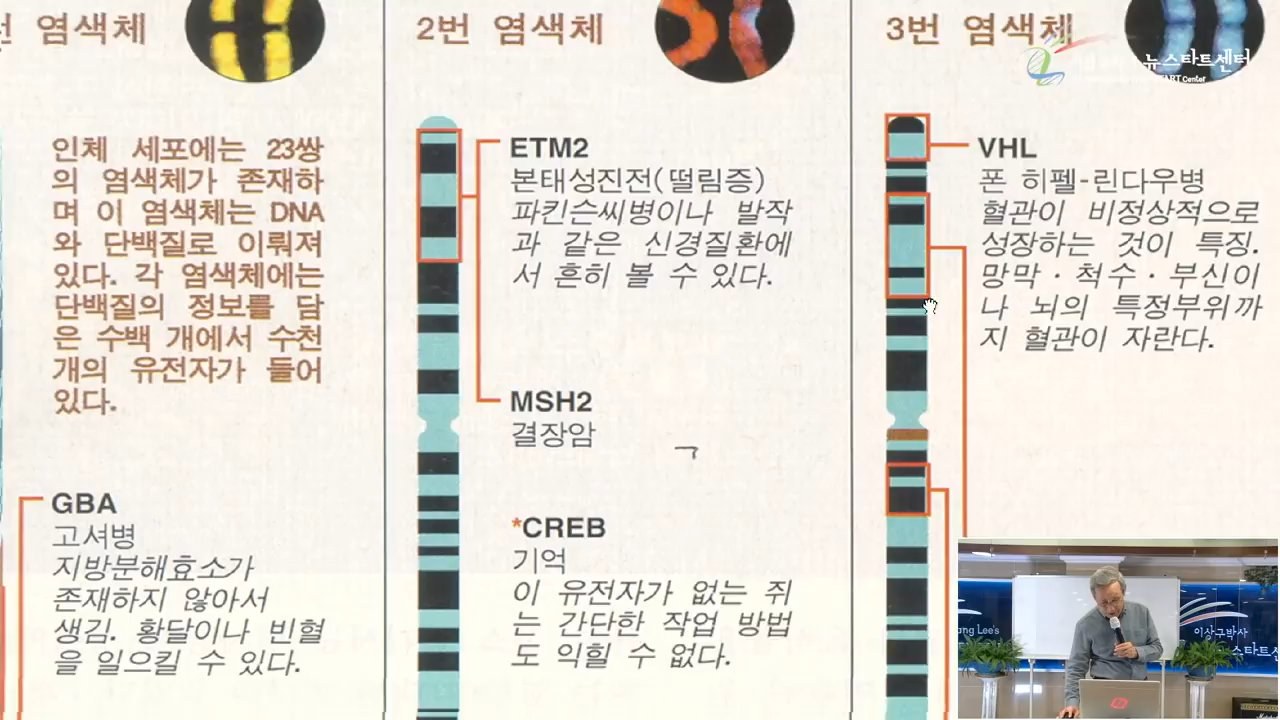 번 염색체
인체 세포에는 23쌍
의 염색체가 존재하
며 이 염색체는 DNA
와 단백질로 이뤄져
있다. 각 염색체에는
단백질의 정보를 담
은 수백 개에서 수천
개의 유전자가 들어
있다.
GBA
고셔병
지방분해효소가
존재하지 않아서
생김. 황달이나 빈혈
을 일으킬 수 있다.
2번 염색체
ETM2
본태성진전(떨림증)
파킨슨씨병이나 발작
과 같은 신경질환에
서 흔히 볼 수 있다.
MSH2
결장암
ㄱ
*CREB
기억
이 유전자가 없는 쥐
는 간단한 작업 방법
도 익힐 수 없다.
3번 염색체
뉴스타트센터
Center
VHL
폰 히펠-린다우병
혈관이 비정상적으로
성장하는 것이 특징.
망막·척수·부신이
나 뇌의 특정부위까
지 혈관이 자란다.
ang Lee's
이상구박사
스타트센